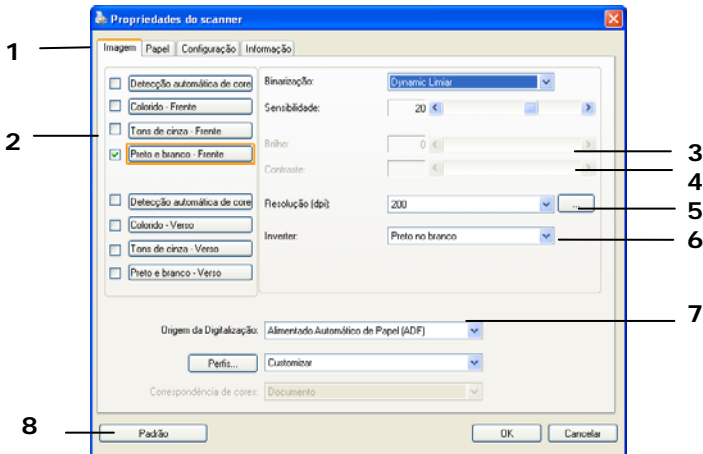 Propriedades do scanner
1
Imagem Papel Configuração Informação
Detecção automática de core
Colorido - Frente
Tons de cinza - Frente
Preto e branco - Frente
2
Detecção automática de core
Colorido - Verso
Tons de cinza - Verso
Preto e branco - Verso
Binarização: Dynamic Limiar
Sensibilidade: 20
Brilho: 0
3
Contraste:
4
Resolução (dpi): 200 ...
5
Inverter: Preto no branco
6
7
Origem da Digitalização: Alimentado Automático de Papel (ADF)
Perfis... Customizar
Correspondência de cores: Documento
8
Padrão OK Cancelar